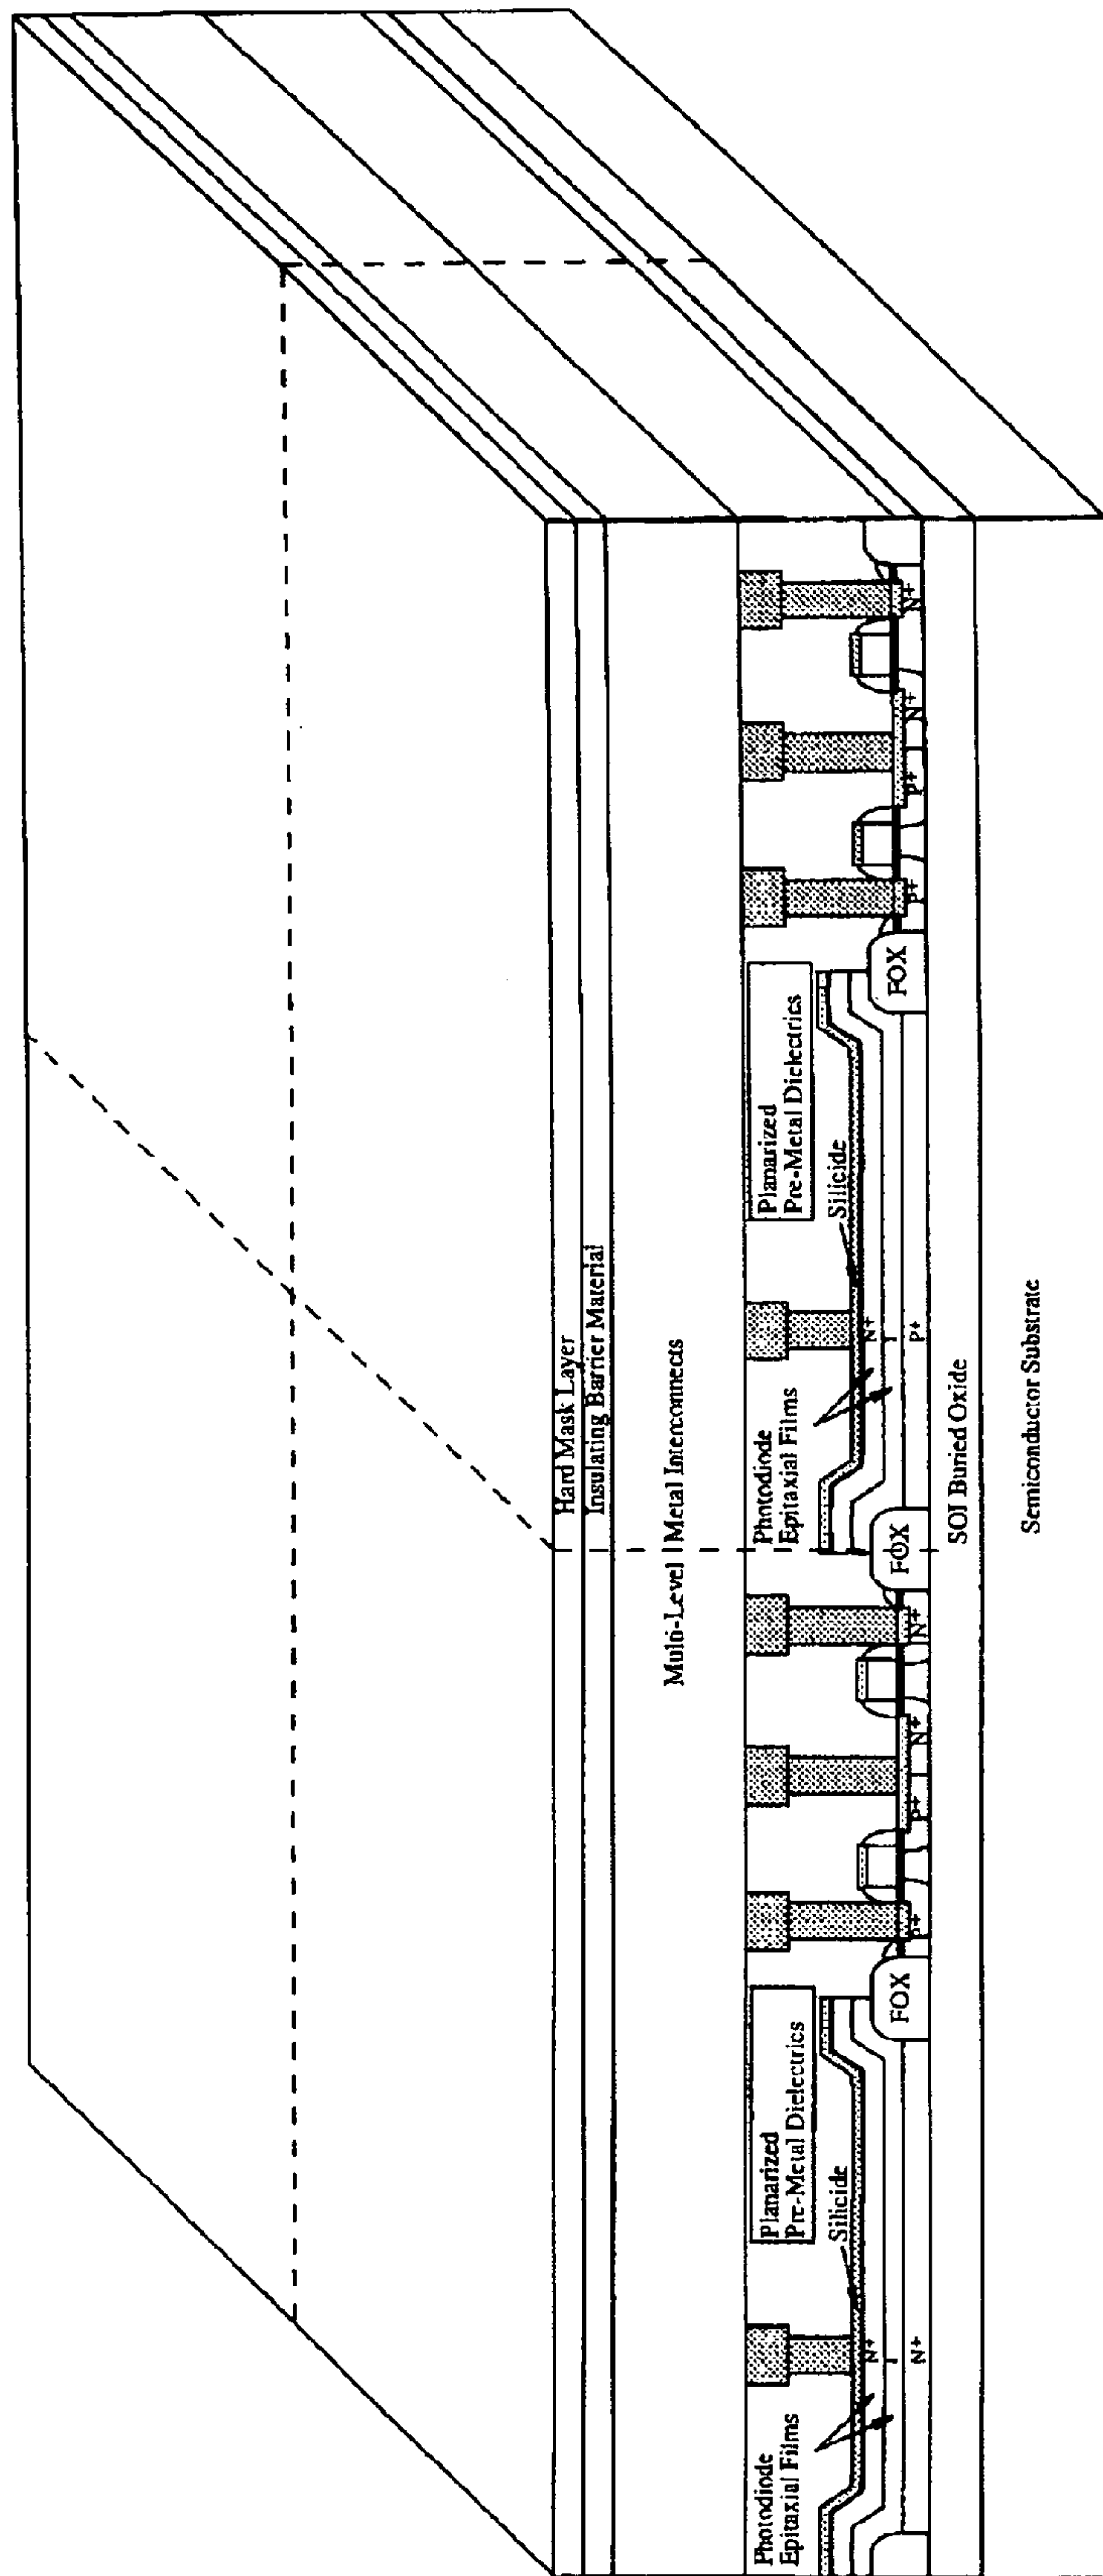 Hard Mask Layer
Insulating Barrier Material
Multi-Level Metal Interconnects
Photodiode
Epitaxial Films
Planarized
Pre-Metal Dielectrics
Silicide
N+
I
N+
FOX
P+
P+
N+
N+
FOX
Photodiode
Epitaxial Films
Planarized
Pre-Metal Dielectrics
Silicide
N+
I
P+
FOX
P+
P+
N+
N+
SOI Buried Oxide
Semiconductor Substrate